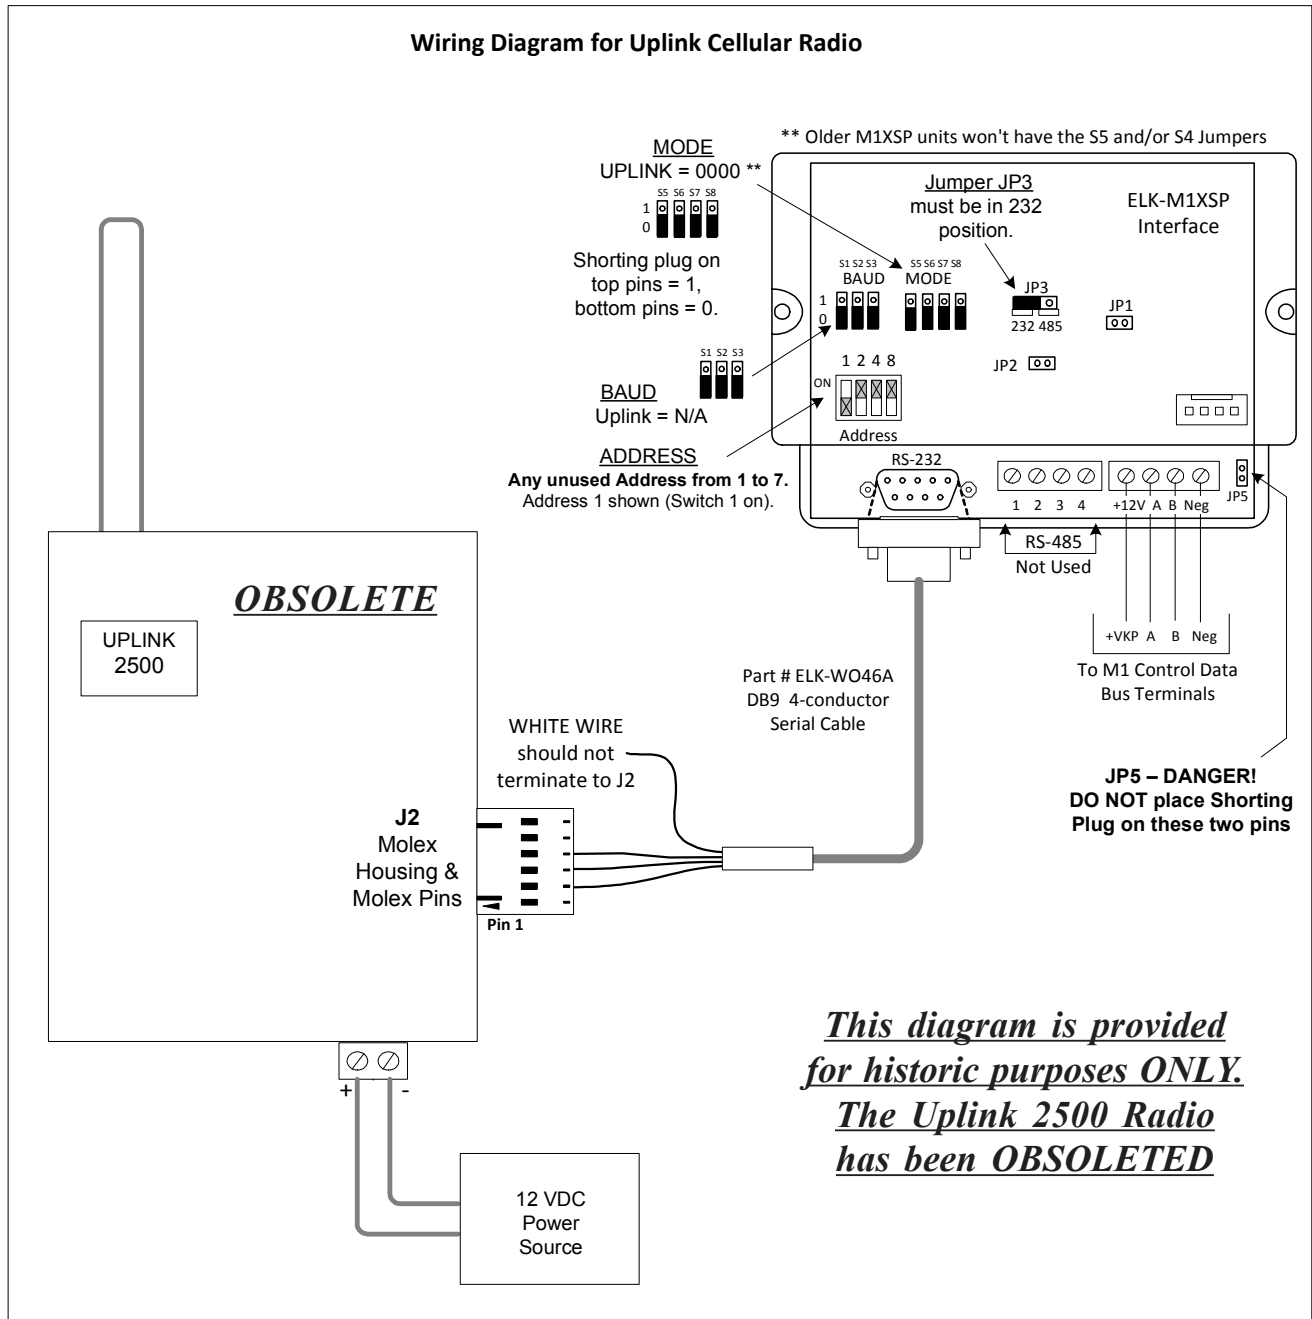 Wiring Diagram for Uplink Cellular Radio
** Older M1XSP units won't have the S5 and/or S4 Jumpers
MODE
UPLINK = 0000 **
S5 S6 S7 S8
1
0
Shorting plug on
top pins = 1,
bottom pins = 0.
Jumper JP3
must be in 232
position.
ELK-M1XSP
Interface
S1 S2 S3
BAUD
S5 S6 S7 S8
MODE
1
0
JP3
232 485
JP1
JP2
S1 S2 S3
BAUD
Uplink = N/A
1 2 4 8
ON
Address
ADDRESS
Any unused Address from 1 to 7.
Address 1 shown (Switch 1 on).
RS-232
1 2 3 4
+12V A B Neg
JP5
RS-485
Not Used
+VKP A B Neg
To M1 Control Data
Bus Terminals
OBSOLETE
UPLINK
2500
Part # ELK-WO46A
DB9 4-conductor
Serial Cable
WHITE WIRE
should not
terminate to J2
JP5 – DANGER!
DO NOT place Shorting
Plug on these two pins
J2
Molex
Housing &
Molex Pins
Pin 1
+ -
12 VDC
Power
Source
This diagram is provided
for historic purposes ONLY.
The Uplink 2500 Radio
has been OBSOLETED